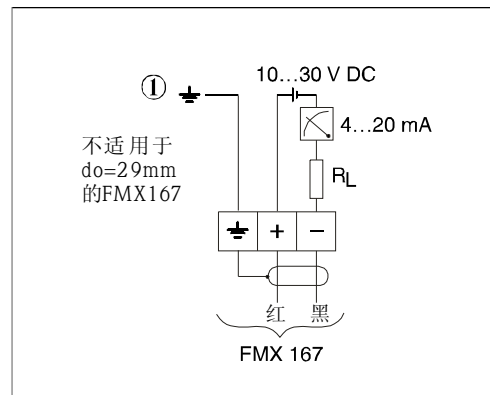 10...30 V DC
①
4...20 mA
不适用于
do=29mm
的FMX167
RL
+ −
红 黑
FMX 167